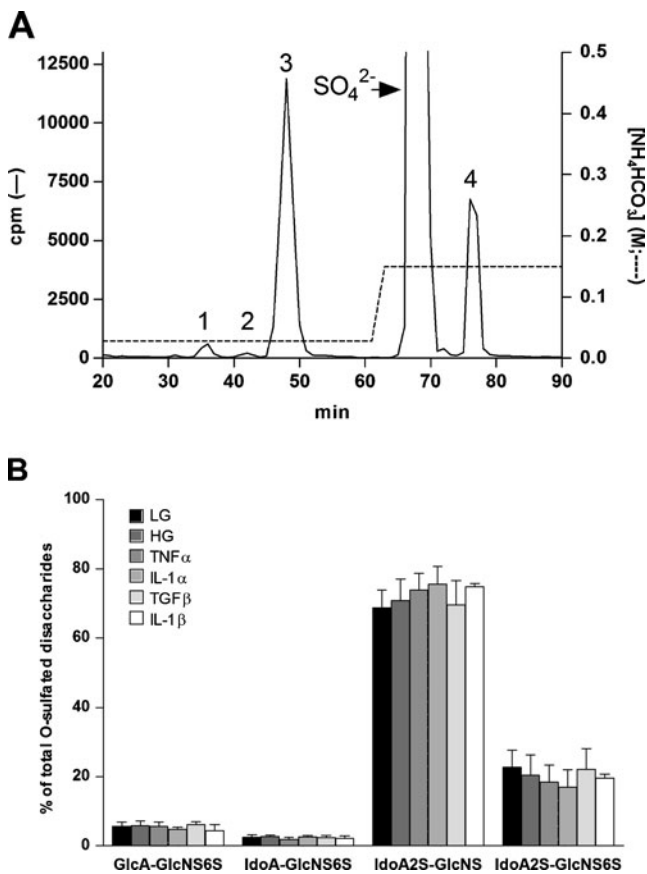 A
12500
10000
7500
5000
2500
0
cpm (—)
1
2
3
SO₄²⁻
4
0.5
0.4
0.3
0.2
0.1
0.0
[NH₄HCO₃] (M;----)
20 30 40 50 60 70 80 90
min
B
100
80
60
40
20
0
% of total O-sulfated disaccharides
LG
HG
TNFα
IL-1α
TGFβ
IL-1β
GlcA-GlcNS6S IdoA-GlcNS6S IdoA2S-GlcNS IdoA2S-GlcNS6S